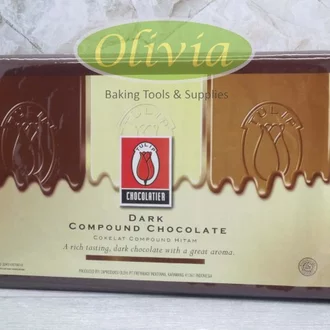 Olivia
Baking Tools & Supplies
TULIP
TULIP
CHOCOLATIER
DARK
COMPOUND CHOCOLATE
COKELAT COMPOUND HITAM
A rich tasting, dark chocolate with a great aroma.